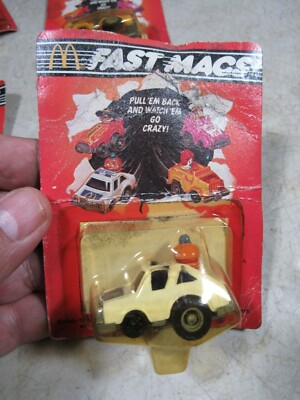 FAST MACS
PULL 'EM BACK
AND WATCH 'EM
GO
CRAZY!